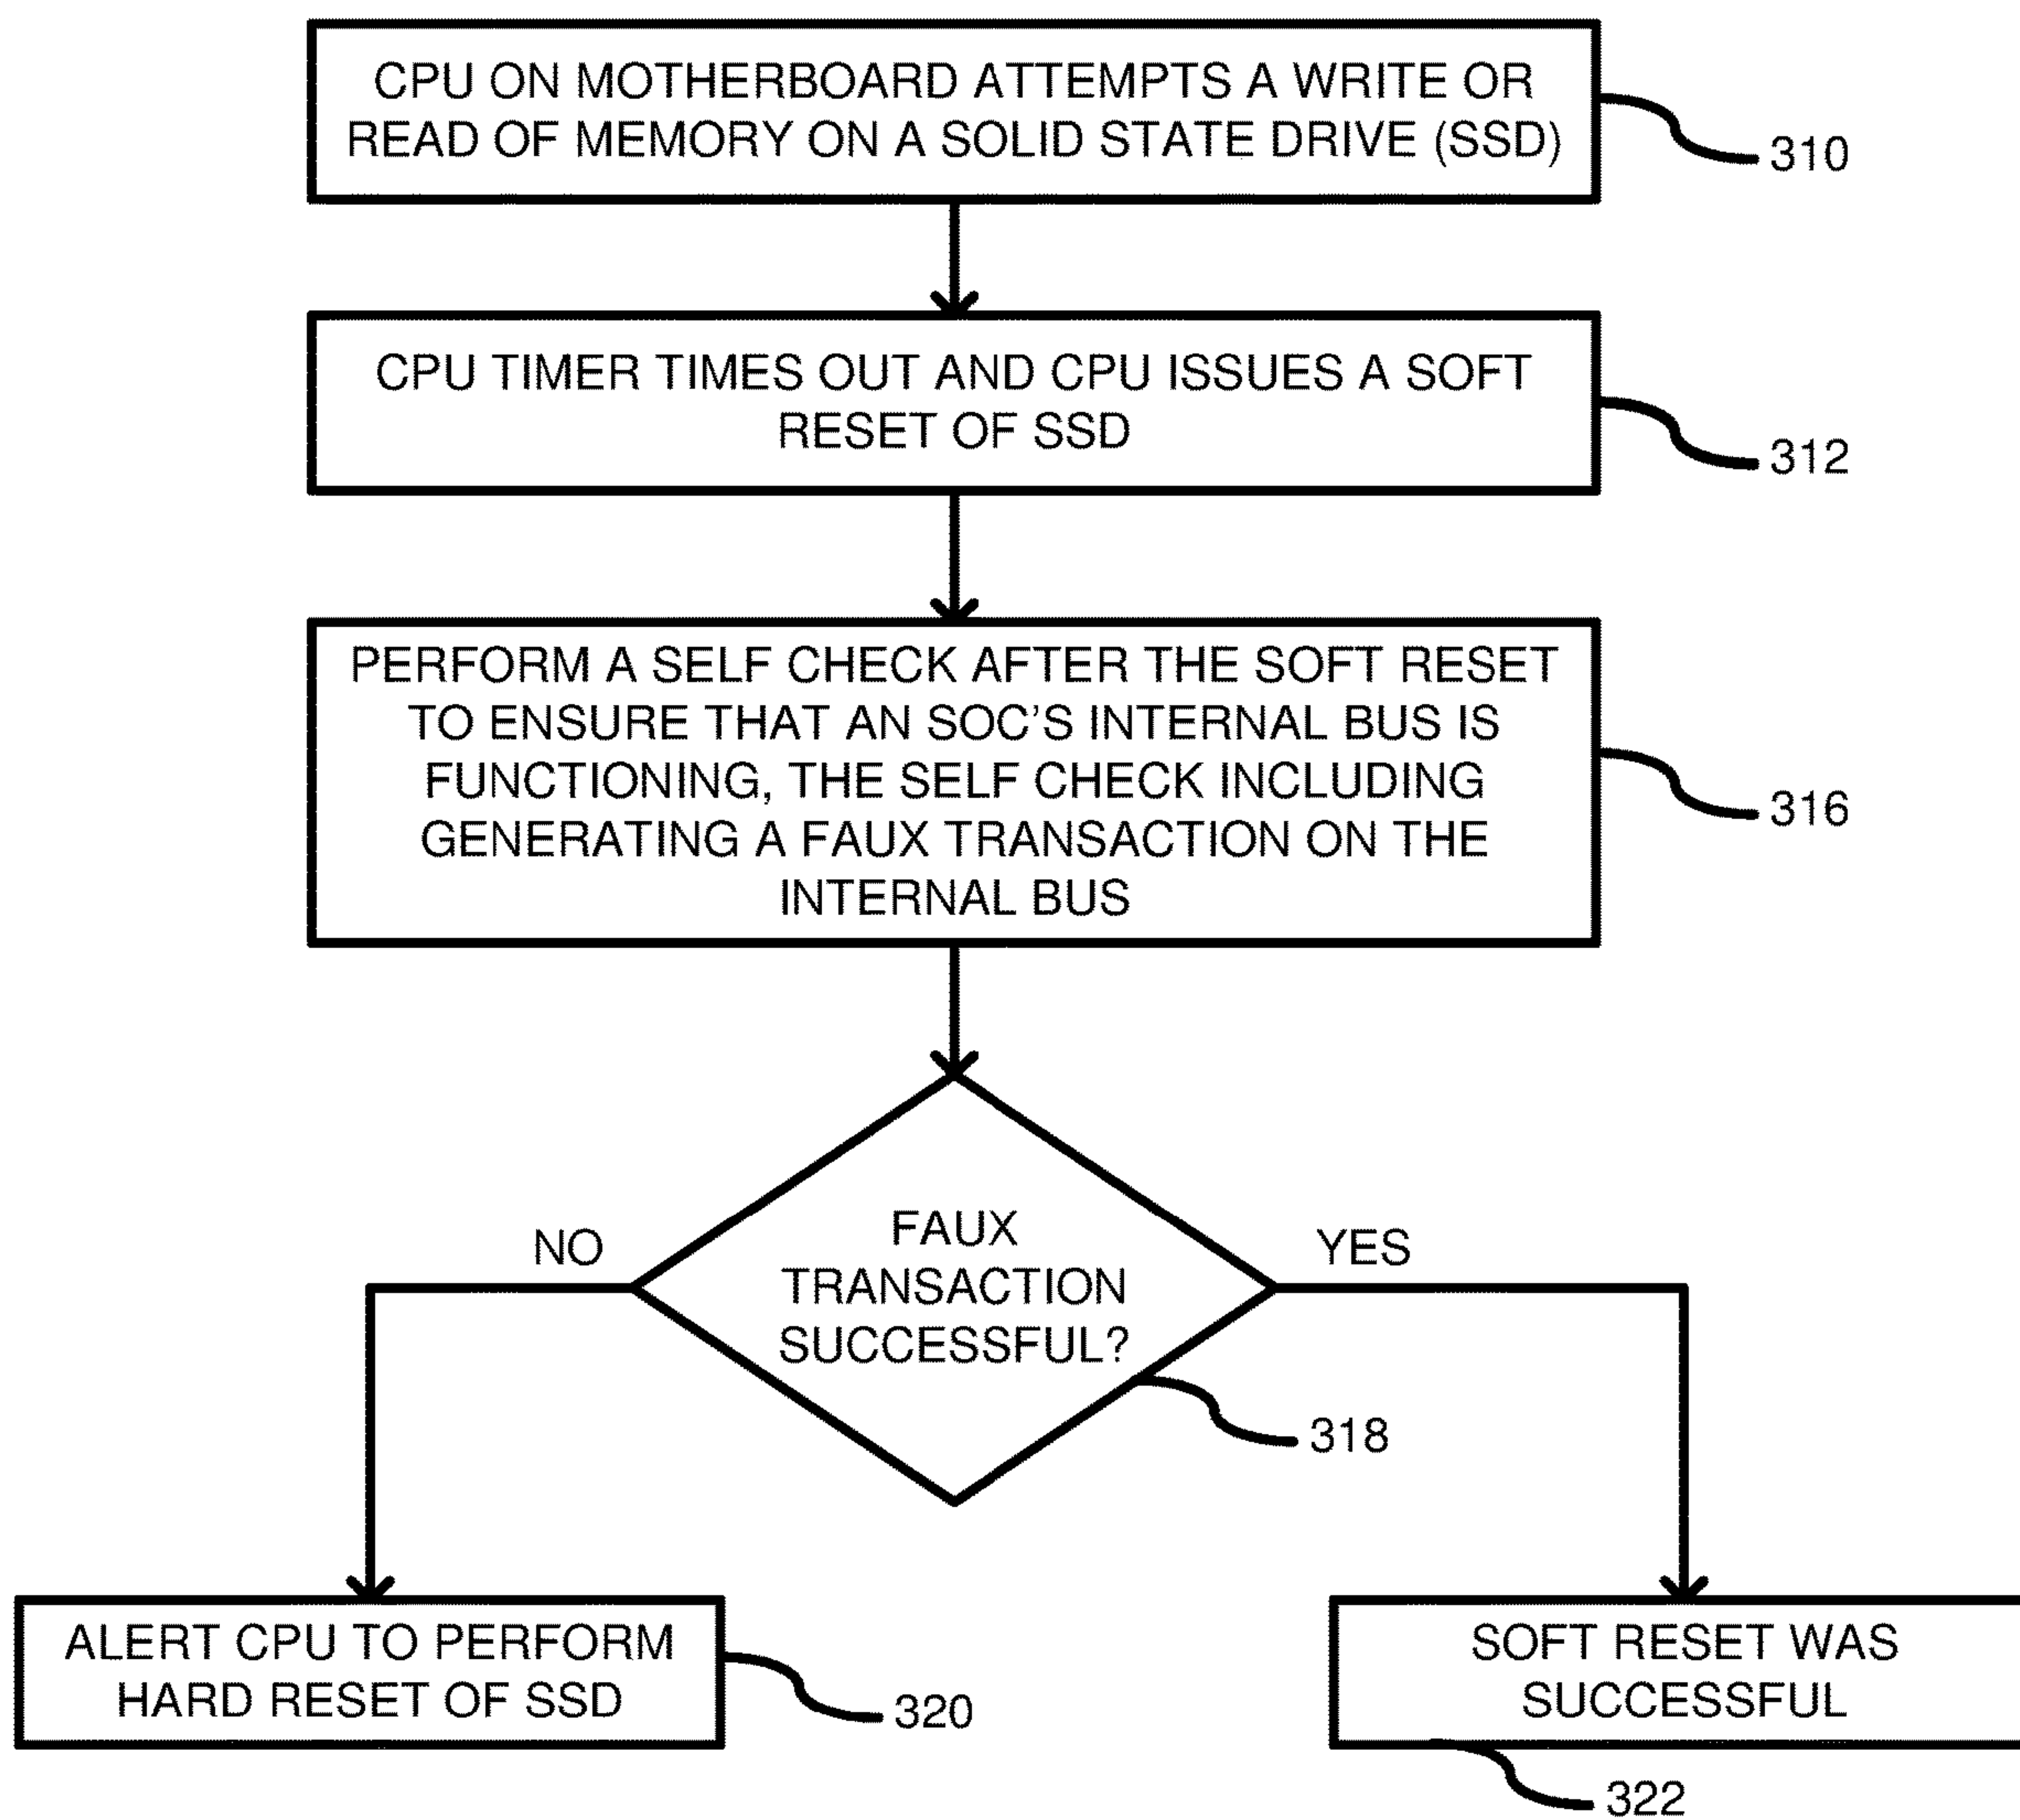 CPU ON MOTHERBOARD ATTEMPTS A WRITE OR
READ OF MEMORY ON A SOLID STATE DRIVE (SSD)
310
CPU TIMER TIMES OUT AND CPU ISSUES A SOFT
RESET OF SSD
312
PERFORM A SELF CHECK AFTER THE SOFT RESET
TO ENSURE THAT AN SOC'S INTERNAL BUS IS
FUNCTIONING, THE SELF CHECK INCLUDING
GENERATING A FAUX TRANSACTION ON THE
INTERNAL BUS
316
NO
YES
FAUX
TRANSACTION
SUCCESSFUL?
318
ALERT CPU TO PERFORM
HARD RESET OF SSD
320
SOFT RESET WAS
SUCCESSFUL
322